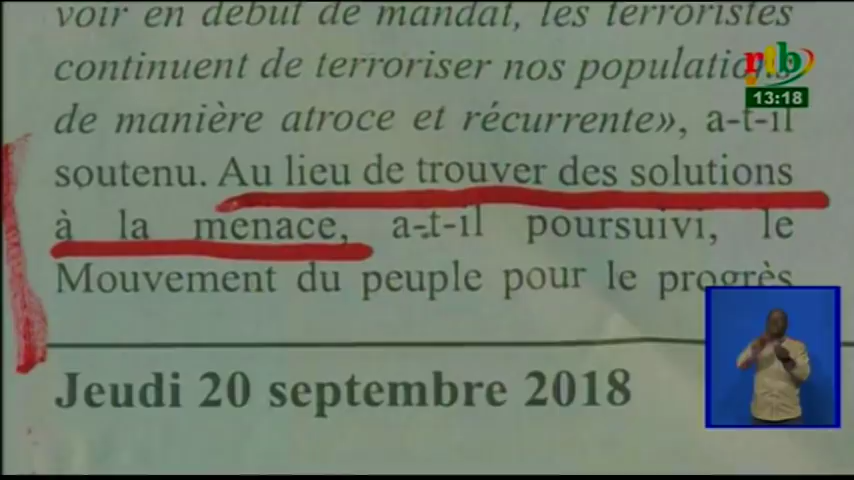 voir en début de mandat, les terroristes
continuent de terroriser nos populations
de manière atroce et récurrente», a-t-il
soutenu. Au lieu de trouver des solutions
à la menace, a-t-il poursuivi, le
Mouvement du peuple pour le progrès
Jeudi 20 septembre 2018
rtb
13:18